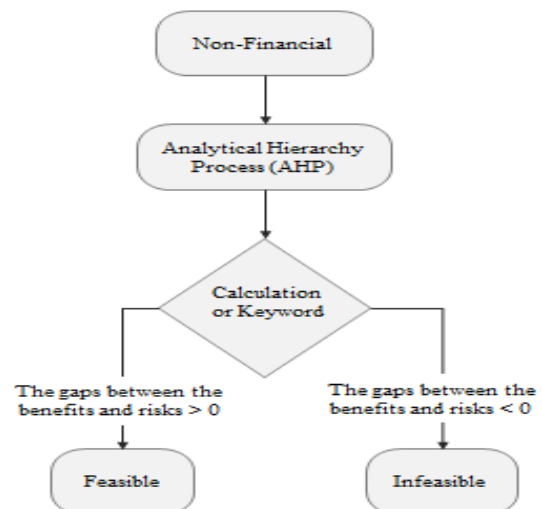 Non-Financial
Analytical Hierarchy
Process (AHP)
Calculation
or Keyword
The gaps between the
benefits and risks > 0
The gaps between the
benefits and risks < 0
Feasible
Infeasible